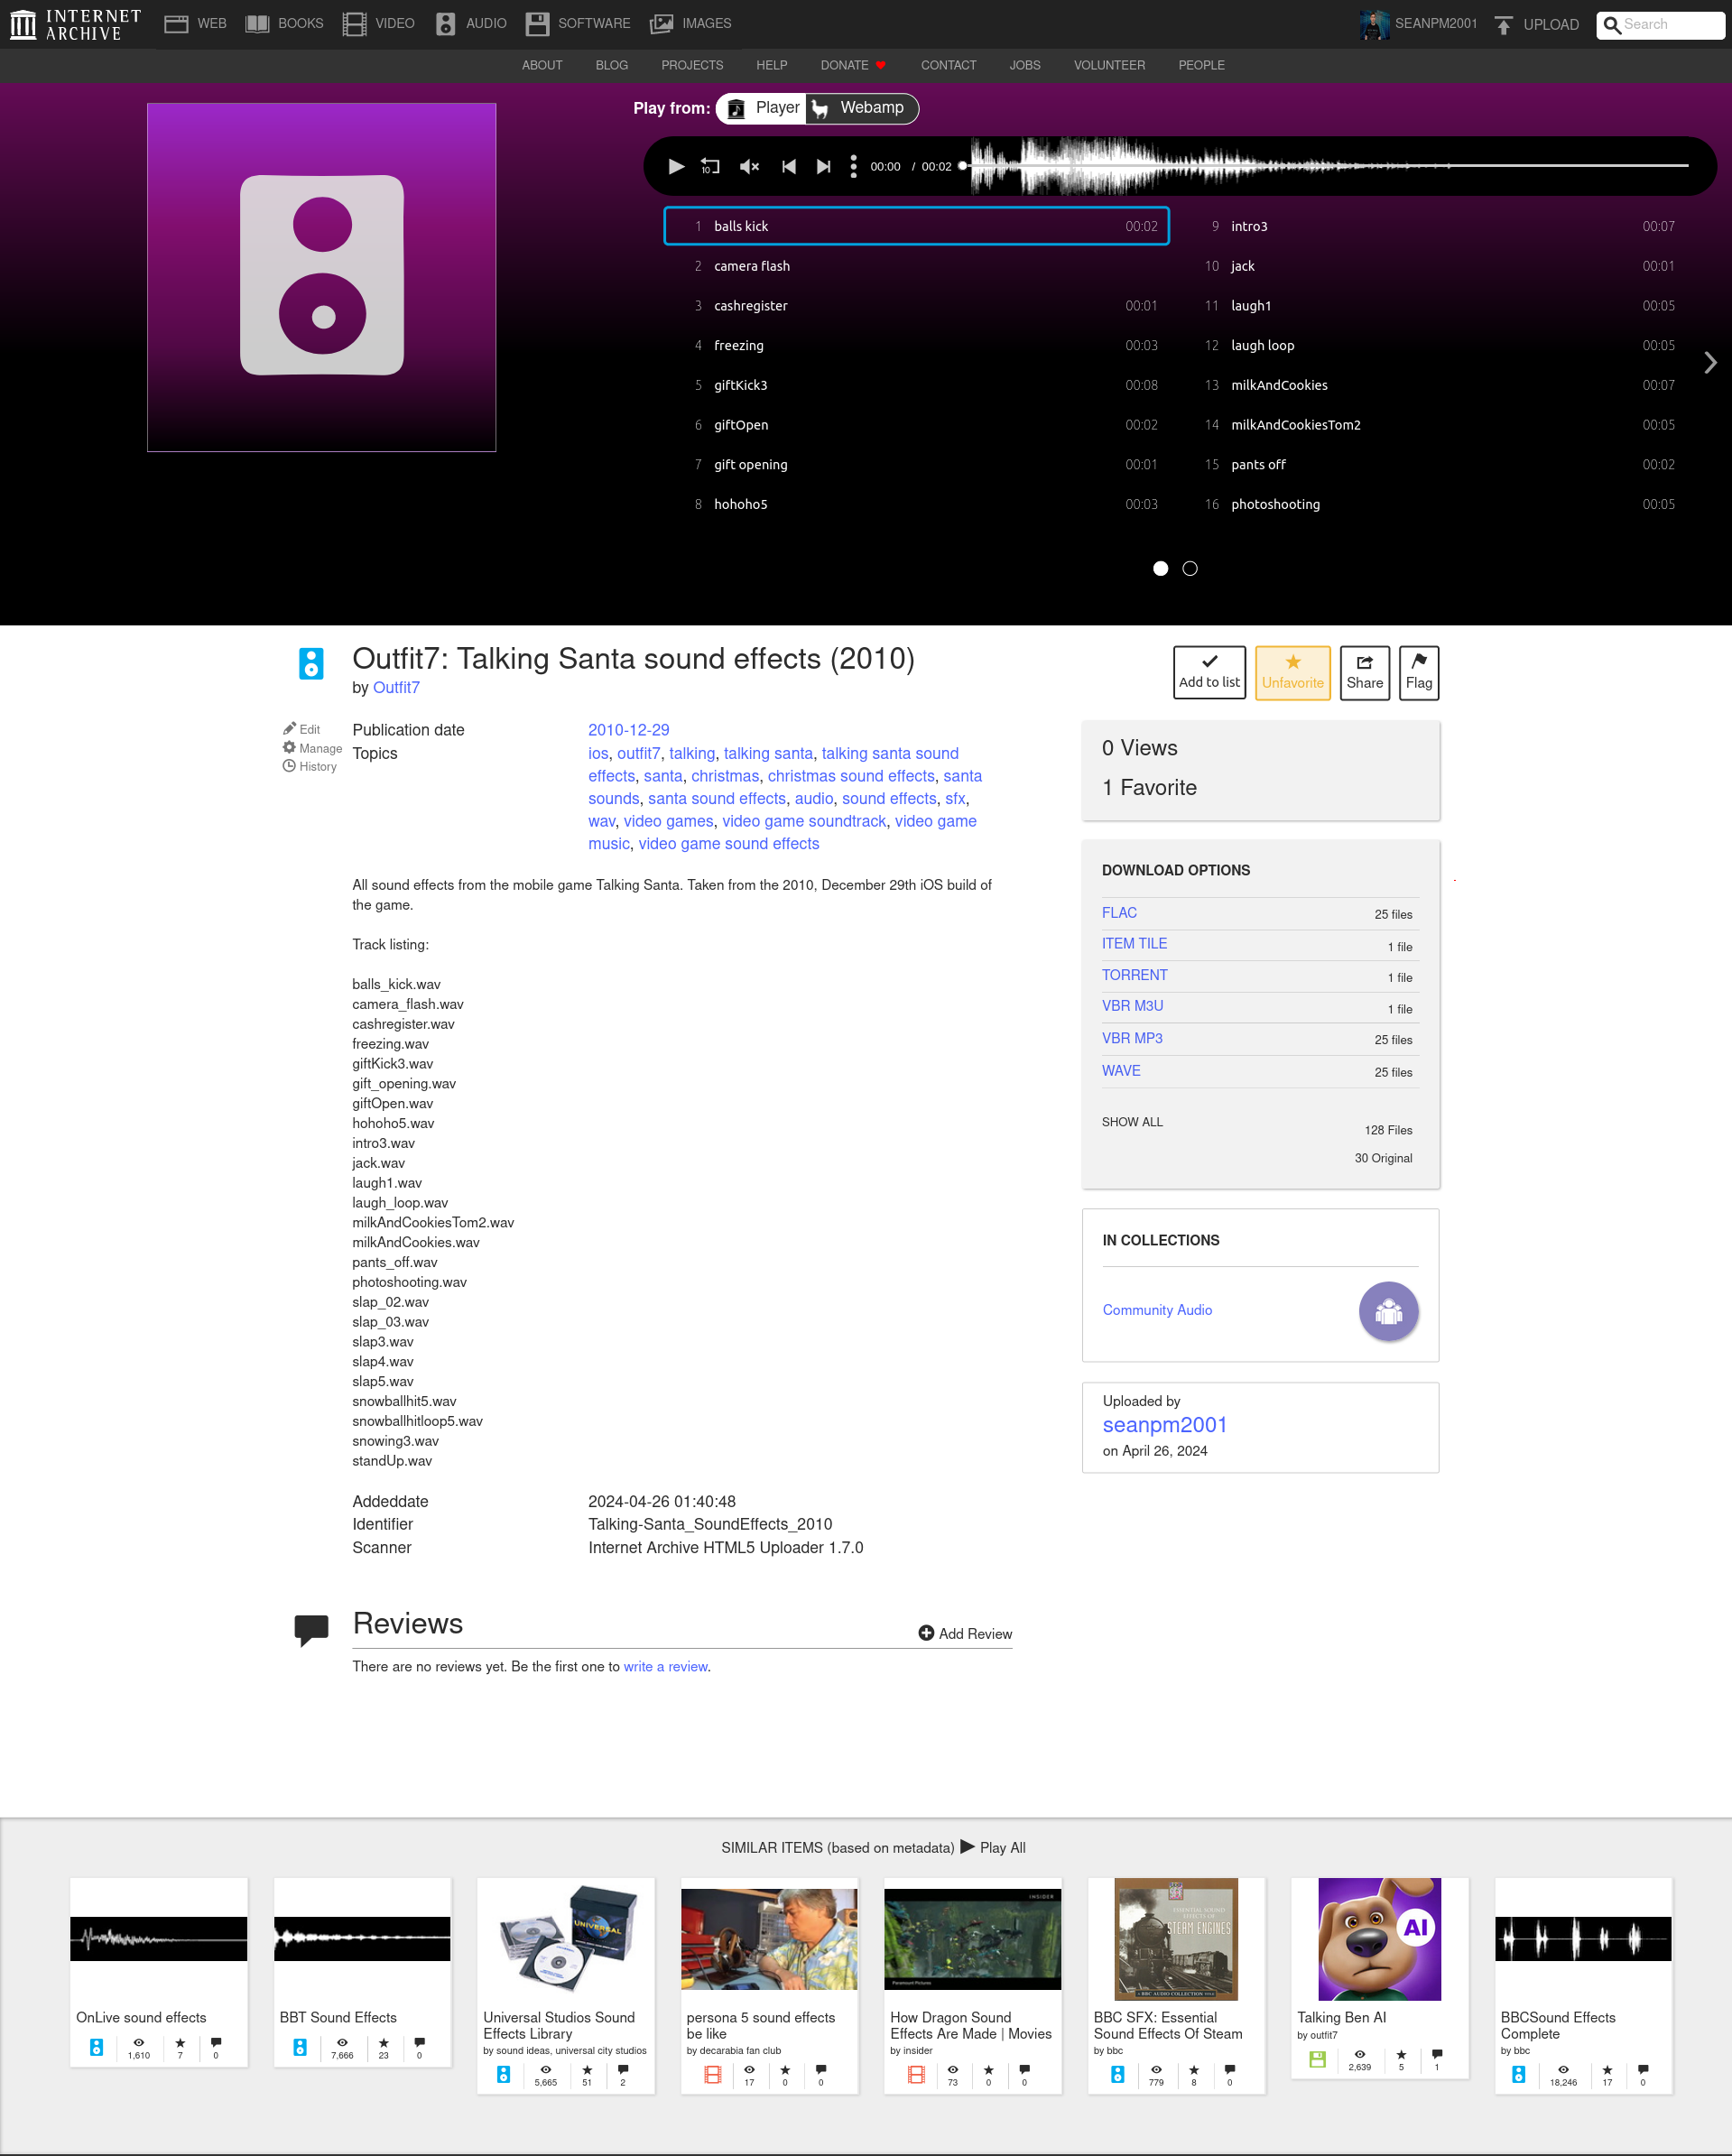 INTERNET ARCHIVE
WEB BOOKS VIDEO AUDIO SOFTWARE IMAGES SEANPM2001 UPLOAD Search
ABOUT BLOG PROJECTS HELP DONATE CONTACT JOBS VOLUNTEER PEOPLE
Play from: Player Webamp
10 00:00 / 00:02
1 balls kick 00:02
2 camera flash
3 cashregister 00:01
4 freezing 00:03
5 giftKick3 00:08
6 giftOpen 00:02
7 gift opening 00:01
8 hohoho5 00:03
9 intro3 00:07
10 jack 00:01
11 laugh1 00:05
12 laugh loop 00:05
13 milkAndCookies 00:07
14 milkAndCookiesTom2 00:05
15 pants off 00:02
16 photoshooting 00:05
Outfit7: Talking Santa sound effects (2010)
by Outfit7
Add to list Unfavorite Share Flag
Edit
Manage
History
Publication date 2010-12-29
Topics ios, outfit7, talking, talking santa, talking santa sound
effects, santa, christmas, christmas sound effects, santa
sounds, santa sound effects, audio, sound effects, sfx,
wav, video games, video game soundtrack, video game
music, video game sound effects
All sound effects from the mobile game Talking Santa. Taken from the 2010, December 29th iOS build of
the game.
Track listing:
balls_kick.wav
camera_flash.wav
cashregister.wav
freezing.wav
giftKick3.wav
gift_opening.wav
giftOpen.wav
hohoho5.wav
intro3.wav
jack.wav
laugh1.wav
laugh_loop.wav
milkAndCookiesTom2.wav
milkAndCookies.wav
pants_off.wav
photoshooting.wav
slap_02.wav
slap_03.wav
slap3.wav
slap4.wav
slap5.wav
snowballhit5.wav
snowballhitloop5.wav
snowing3.wav
standUp.wav
Addeddate 2024-04-26 01:40:48
Identifier Talking-Santa_SoundEffects_2010
Scanner Internet Archive HTML5 Uploader 1.7.0
0 Views
1 Favorite
DOWNLOAD OPTIONS
FLAC 25 files
ITEM TILE 1 file
TORRENT 1 file
VBR M3U 1 file
VBR MP3 25 files
WAVE 25 files
SHOW ALL 128 Files
30 Original
IN COLLECTIONS
Community Audio
Uploaded by
seanpm2001
on April 26, 2024
Reviews
Add Review
There are no reviews yet. Be the first one to write a review.
SIMILAR ITEMS (based on metadata) Play All
OnLive sound effects
1,610 7 0
BBT Sound Effects
7,666 23 0
UNIVERSAL
Universal Studios Sound
Effects Library
by sound ideas, universal city studios
5,665 51 2
persona 5 sound effects
be like
by decarabia fan club
17 0 0
INSIDER
Paramount Pictures
How Dragon Sound
Effects Are Made | Movies
by insider
73 0 0
ESSENTIAL SOUND
EFFECTS OF
STEAM ENGINES
BBC AUDIO COLLECTION
BBC SFX: Essential
Sound Effects Of Steam
by bbc
779 8 0
AI
Talking Ben AI
by outfit7
2,639 5 1
BBCSound Effects
Complete
by bbc
18,246 17 0